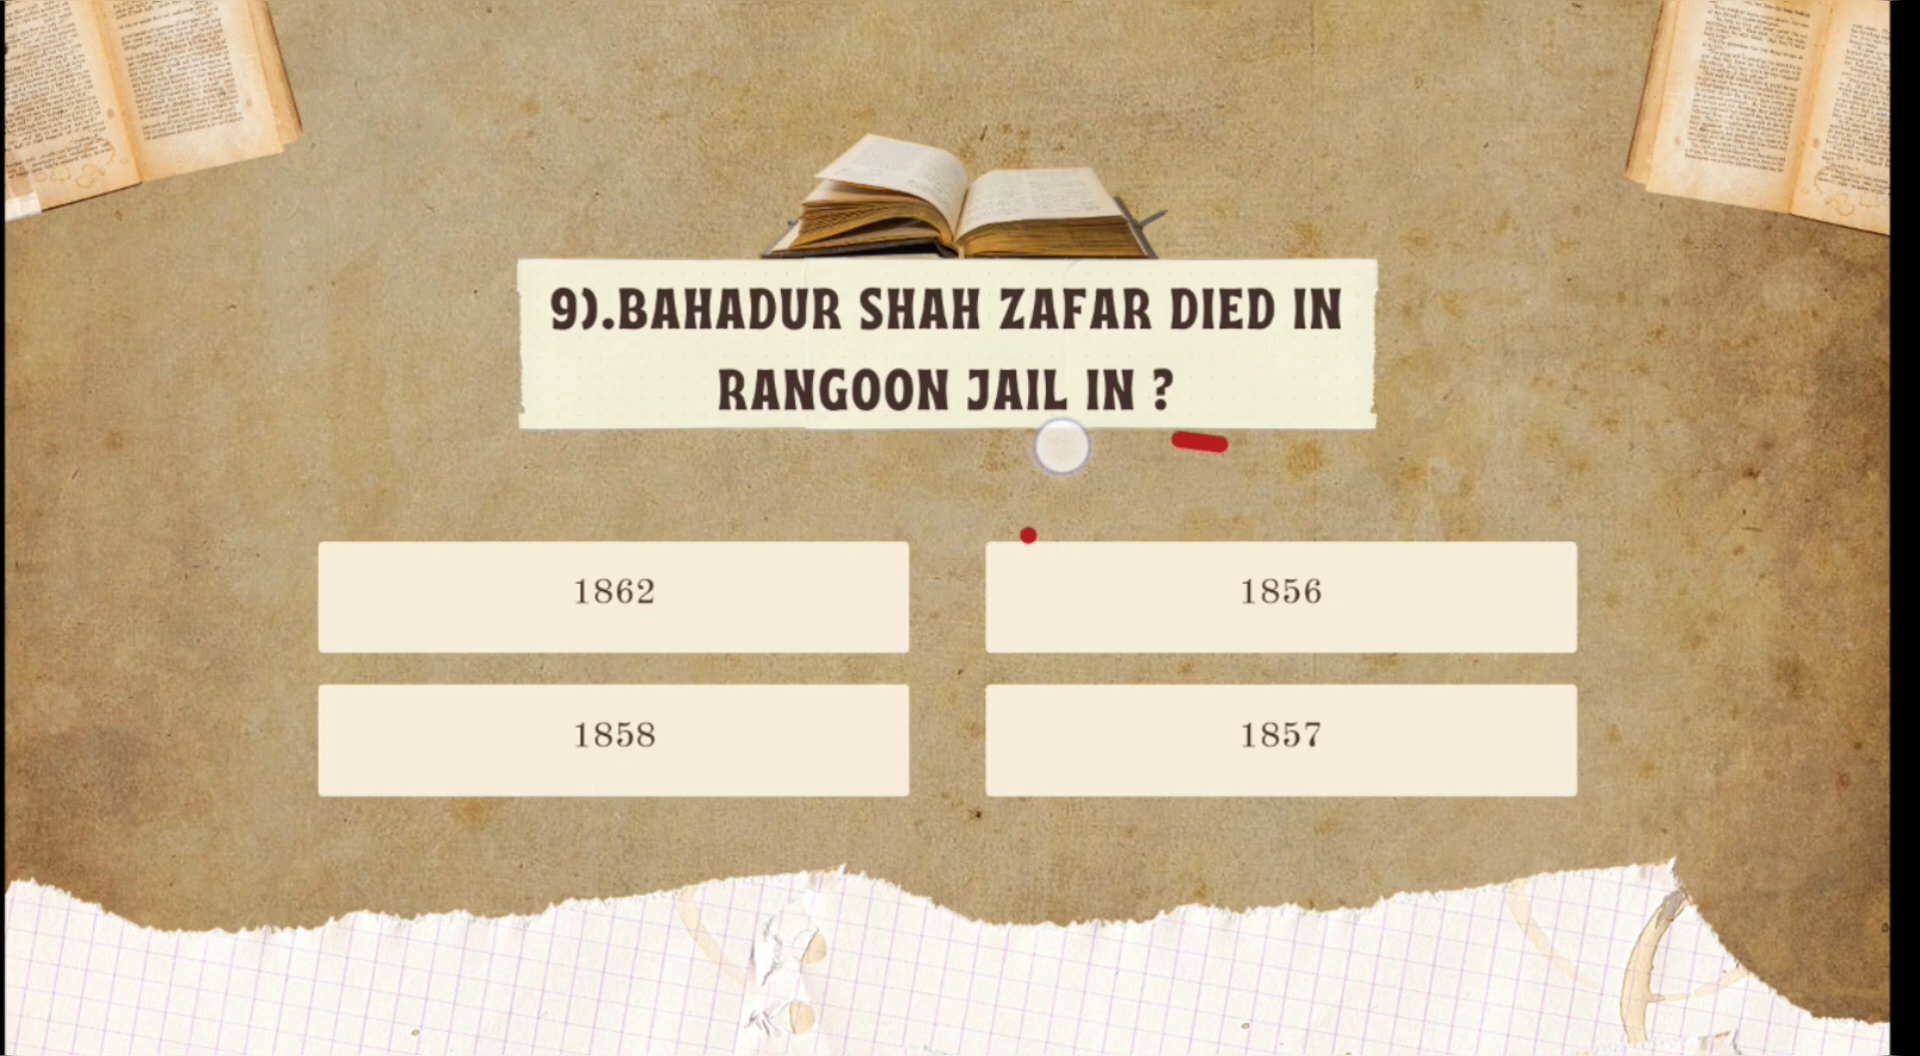 9).BAHADUR SHAH ZAFAR DIED IN
RANGOON JAIL IN ?
1862
1856
1858
1857